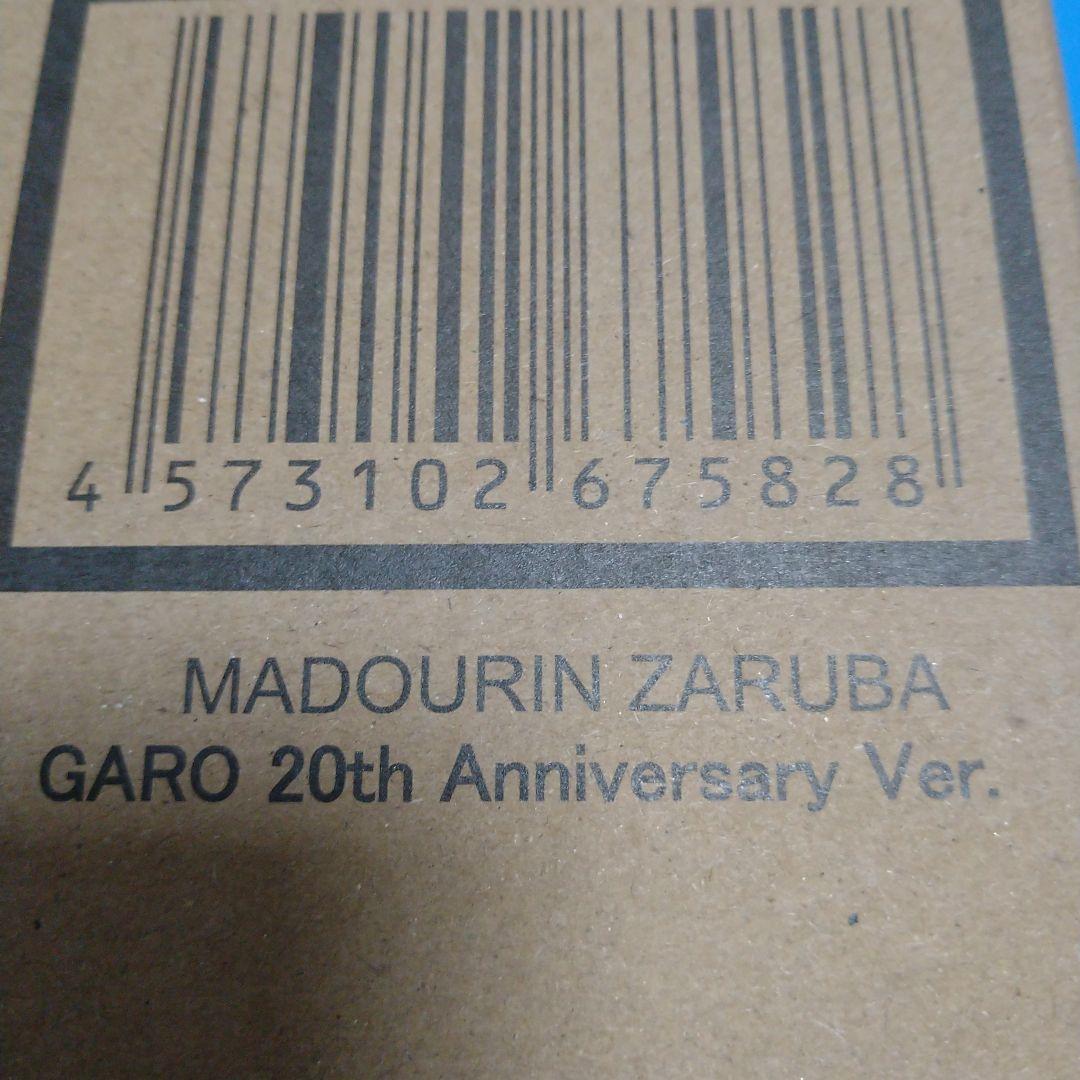 4 573102 675828
MADOURIN ZARUBA
GARO 20th Anniversary Ver.